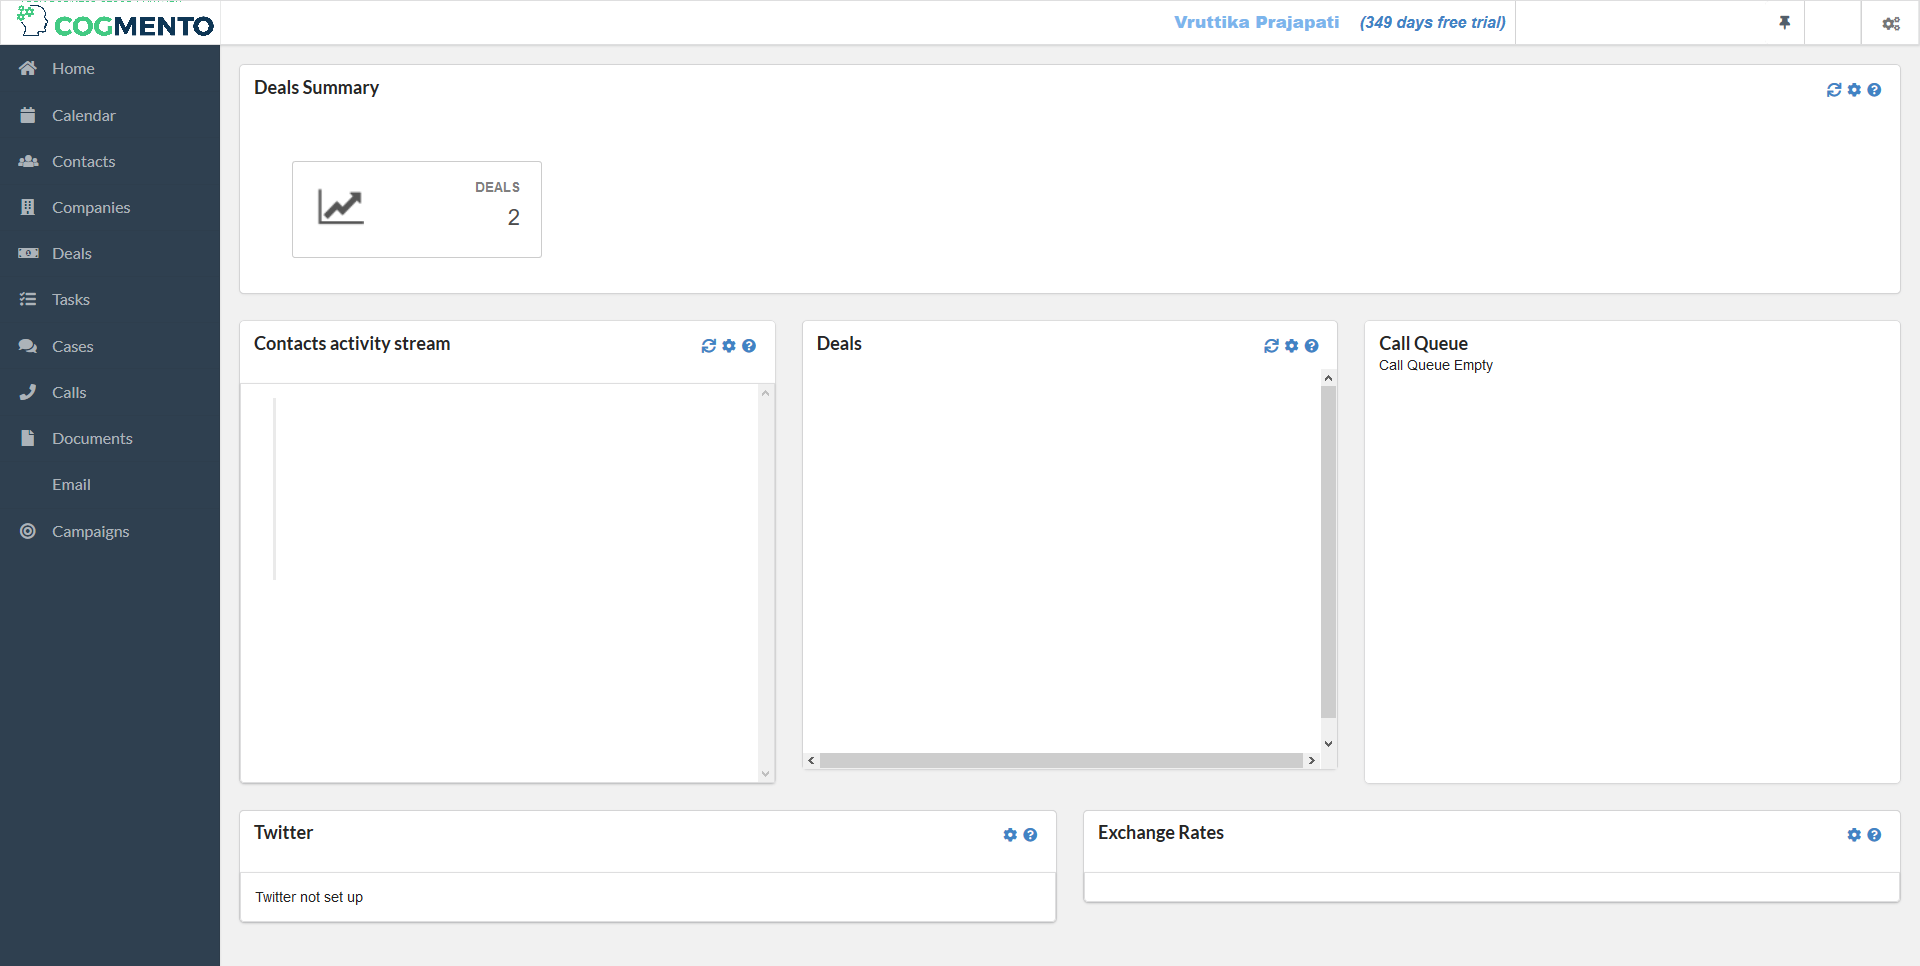 COGMENTO
Vruttika Prajapati (349 days free trial)
Home
Calendar
Contacts
Companies
Deals
Tasks
Cases
Calls
Documents
Email
Campaigns
Deals Summary
DEALS
2
Contacts activity stream
Deals
Call Queue
Call Queue Empty
Twitter
Twitter not set up
Exchange Rates